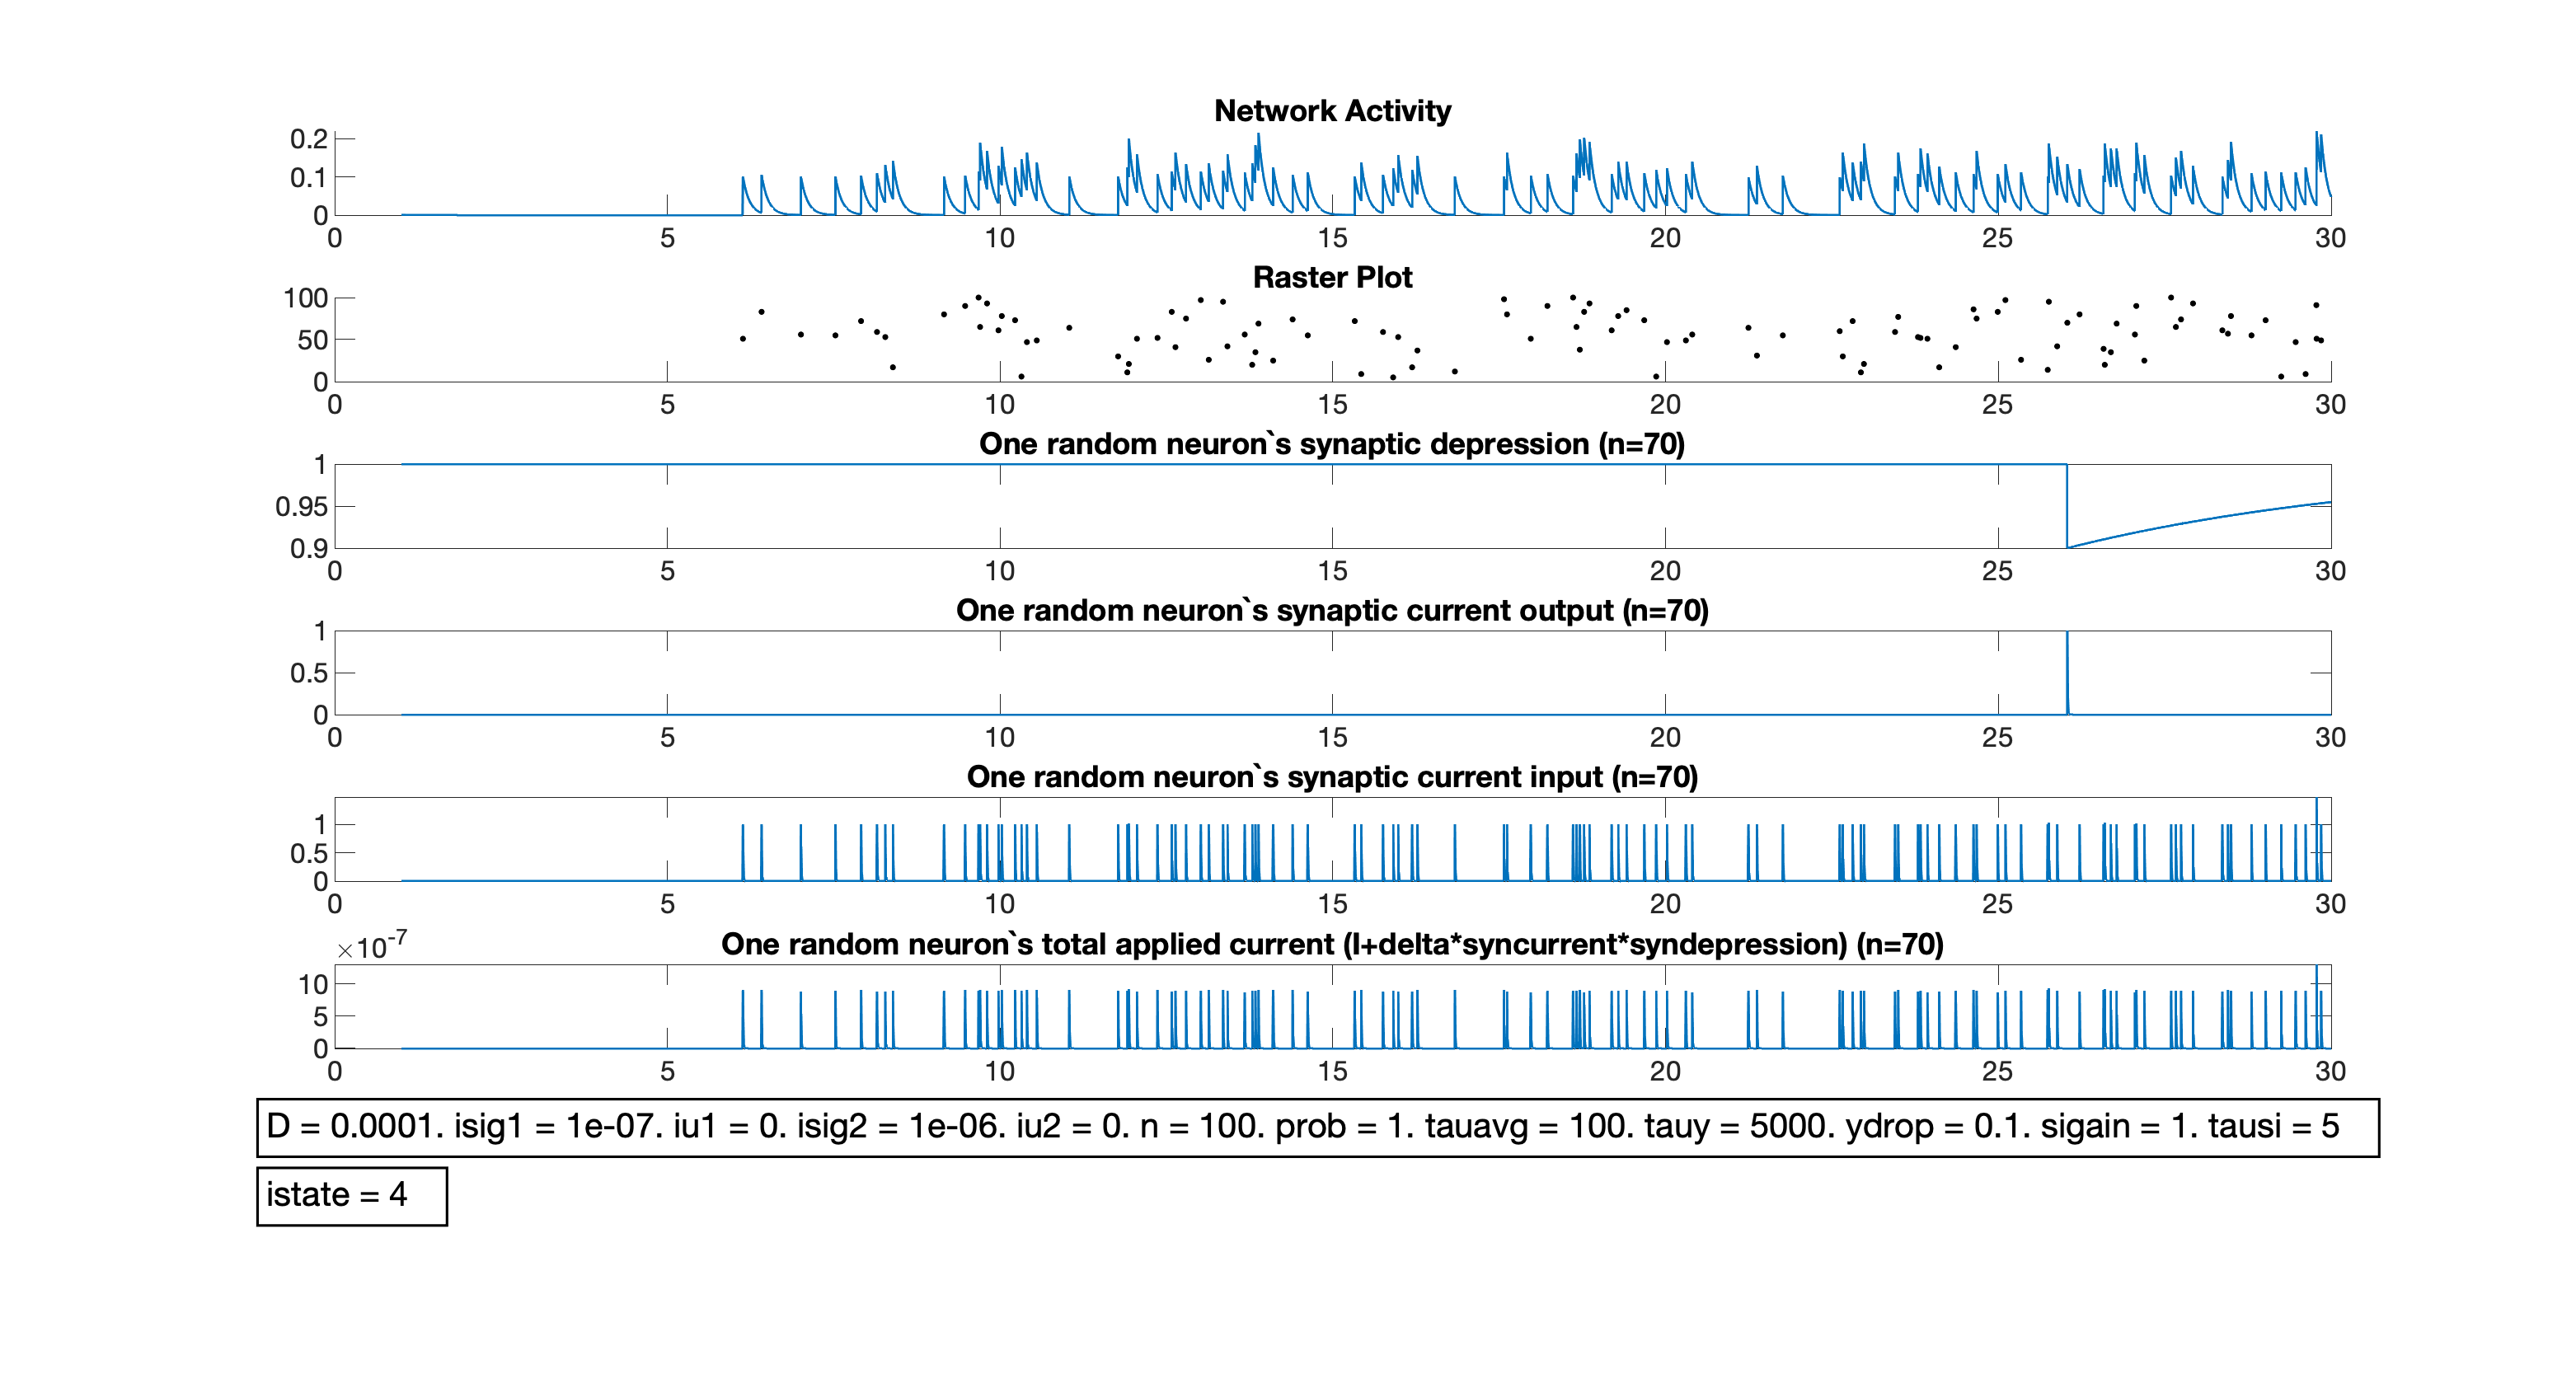 Network Activity
0.2
0.1
0
0 5 10 15 20 25 30
Raster Plot
100
50
0
0 5 10 15 20 25 30
One random neuron`s synaptic depression (n=70)
1
0.95
0.9
0 5 10 15 20 25 30
One random neuron`s synaptic current output (n=70)
1
0.5
0
0 5 10 15 20 25 30
One random neuron`s synaptic current input (n=70)
1
0.5
0
0 5 10 15 20 25 30
×10-7
One random neuron`s total applied current (I+delta*syncurrent*syndepression) (n=70)
10
5
0
0 5 10 15 20 25 30
D = 0.0001. isig1 = 1e-07. iu1 = 0. isig2 = 1e-06. iu2 = 0. n = 100. prob = 1. tauavg = 100. tauy = 5000. ydrop = 0.1. sigain = 1. tausi = 5
istate = 4